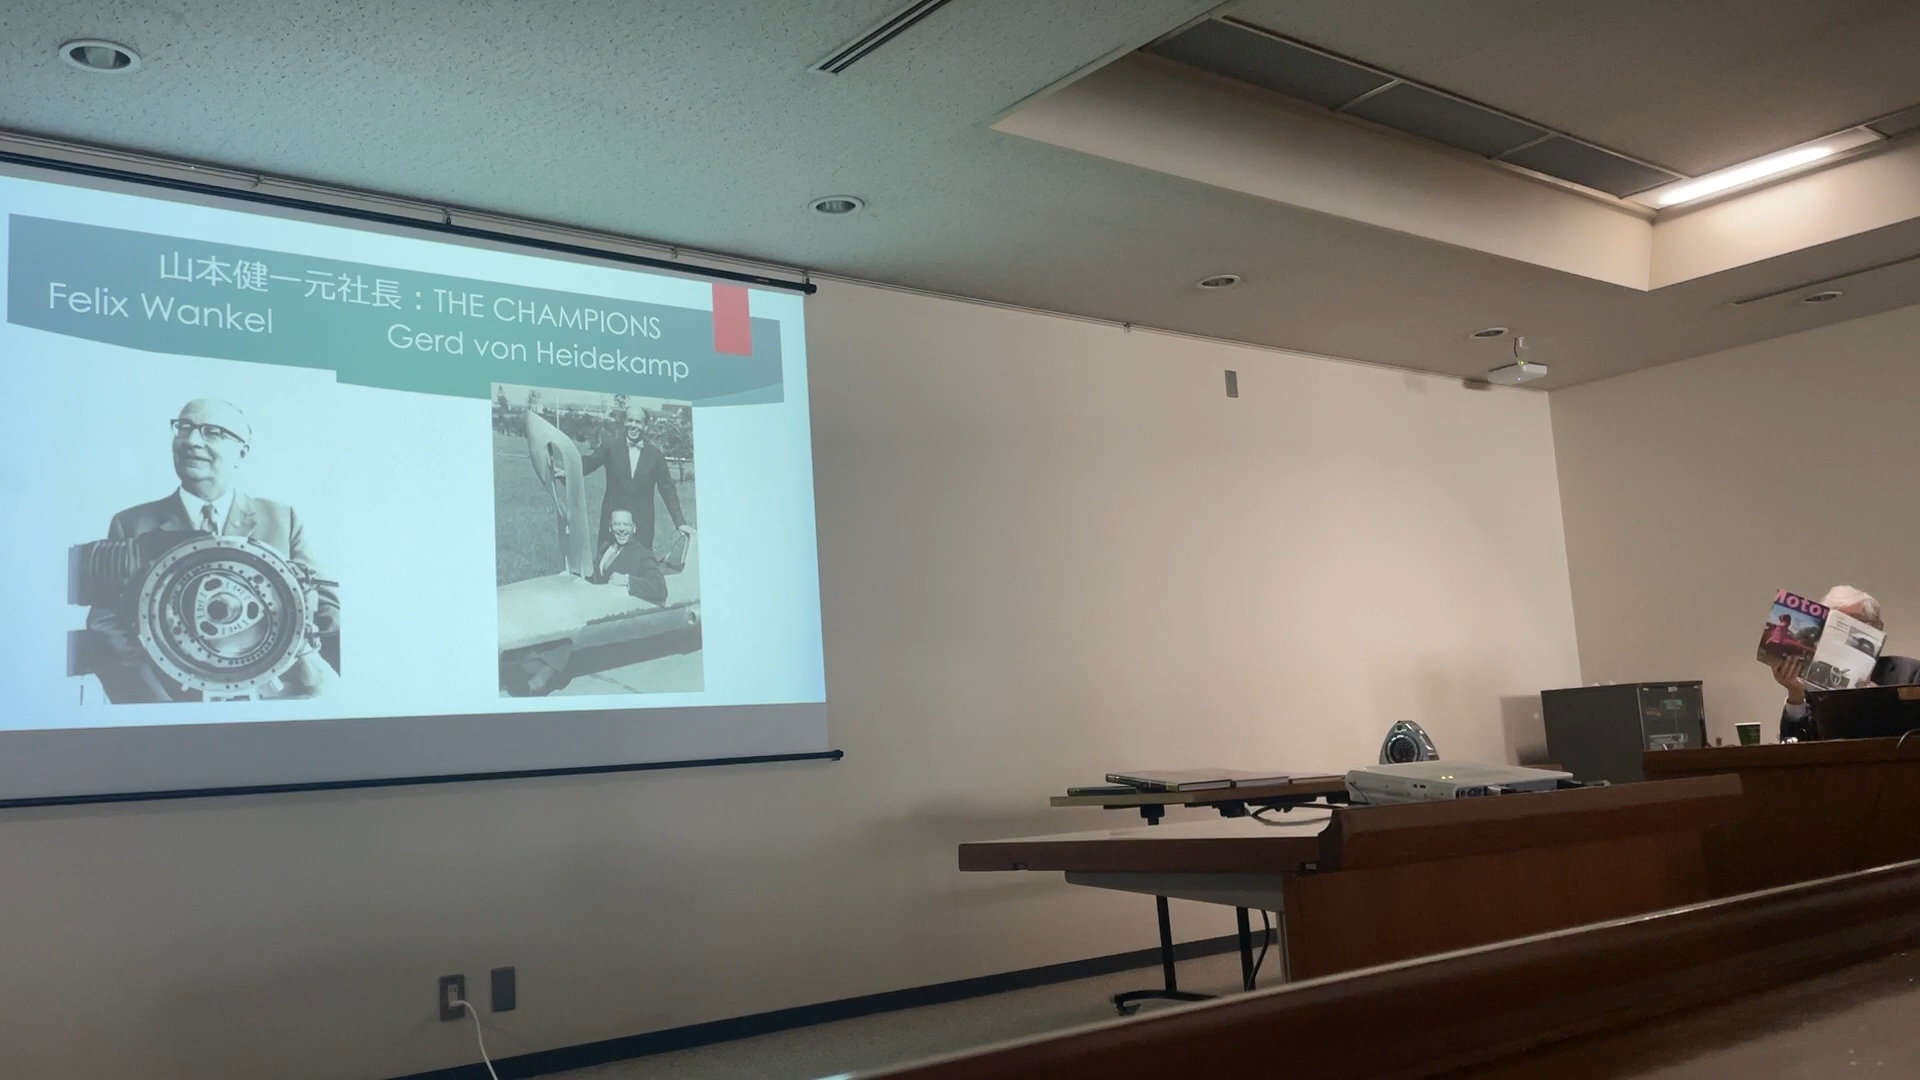 山本健一元社長：THE CHAMPIONS
Felix Wankel
Gerd von Heidekamp
Motor